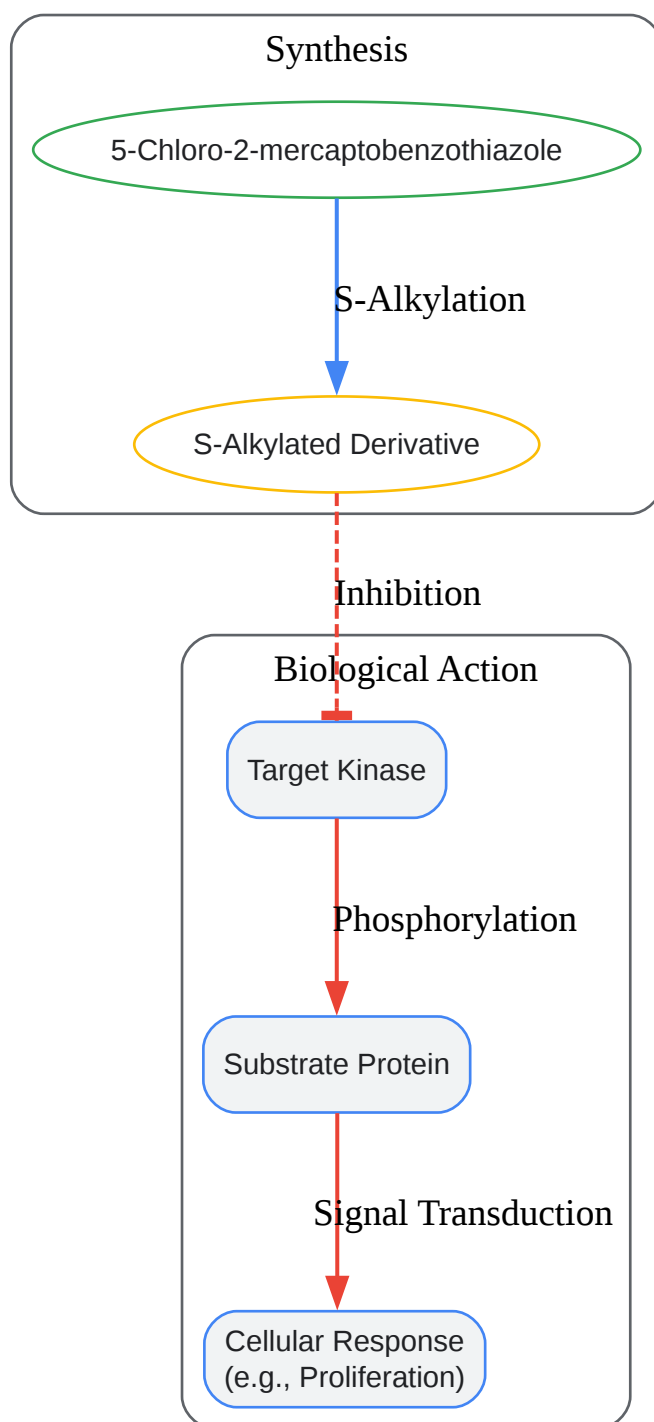 Synthesis
5-Chloro-2-mercaptobenzothiazole
S-Alkylation
S-Alkylated Derivative
Inhibition
Biological Action
Target Kinase
Phosphorylation
Substrate Protein
Signal Transduction
Cellular Response
(e.g., Proliferation)